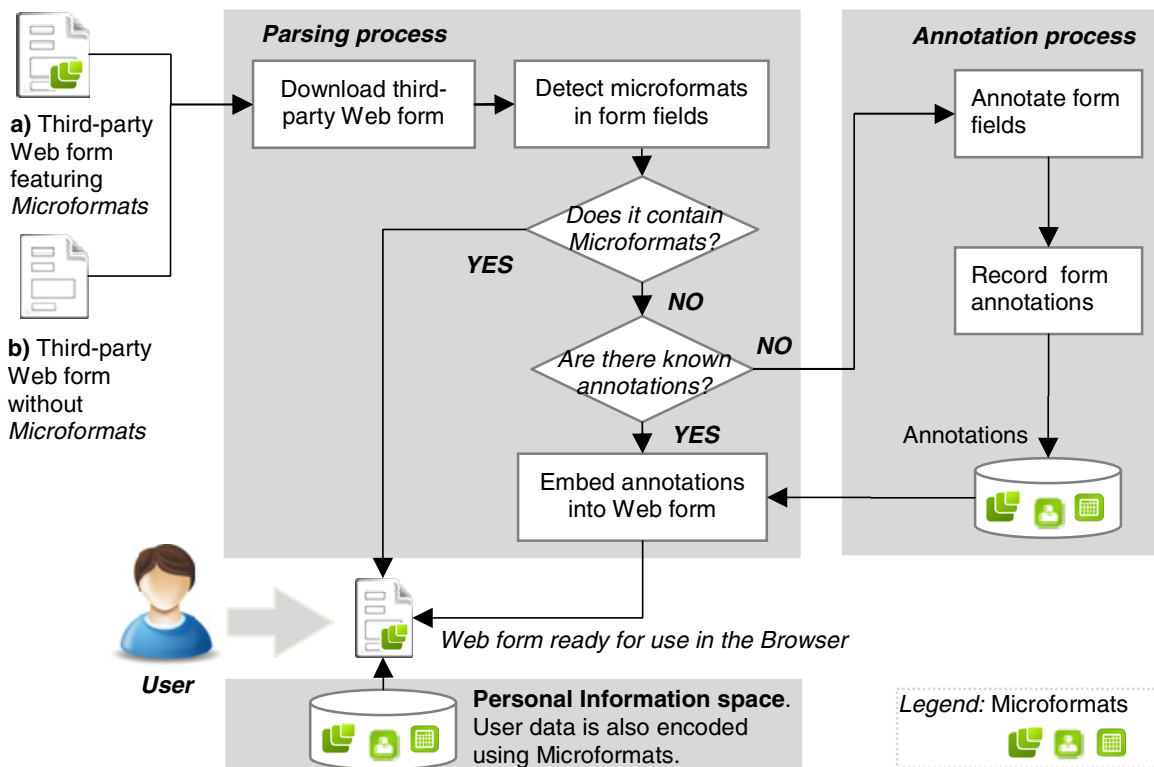 Parsing process
Annotation process
Download third-
party Web form
Detect microformats
in form fields
Annotate form
fields
a) Third-party
Web form
featuring
Microformats
Does it contain
Microformats?
YES
NO
Record form
annotations
b) Third-party
Web form
without
Microformats
Are there known
annotations?
NO
YES
Annotations
Embed annotations
into Web form
User
Web form ready for use in the Browser
Personal Information space.
User data is also encoded
using Microformats.
Legend: Microformats